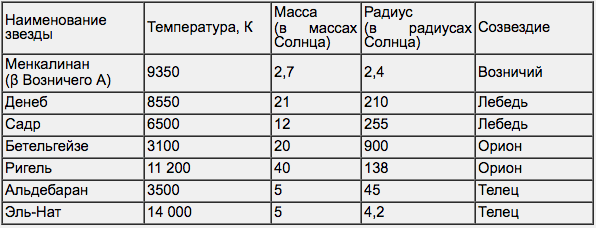 Наименование звезды Температура, К Масса (в массах Солнца) Радиус (в радиусах Солнца) Созвездие
Менкалинан (β Возничего А) 9350 2,7 2,4 Возничий
Денеб 8550 21 210 Лебедь
Садр 6500 12 255 Лебедь
Бетельгейзе 3100 20 900 Орион
Ригель 11 200 40 138 Орион
Альдебаран 3500 5 45 Телец
Эль-Нат 14 000 5 4,2 Телец